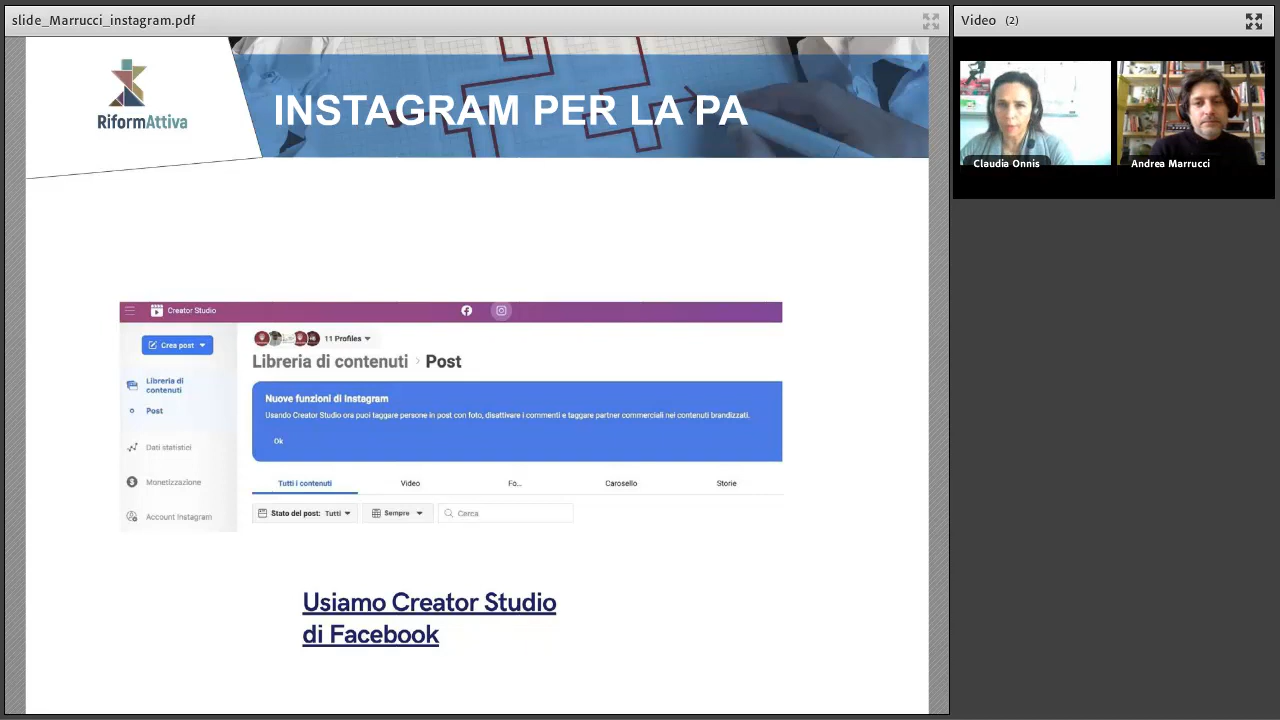 slide_Marrucci_instagram.pdf
Video (2)
RiformAttiva
INSTAGRAM PER LA PA
Claudia Onnis
Andrea Marrucci
Creator Studio
Crea post
11 Profiles
Libreria di contenuti › Post
Libreria di
contenuti
Post
Dati statistici
Monetizzazione
Account Instagram
Nuove funzioni di Instagram
Usando Creator Studio ora puoi taggare persone in post con foto, disattivare i commenti e taggare partner commerciali nei contenuti brandizzati.
Ok
Tutti i contenuti Video Fo... Carosello Storie
Stato del post: Tutti Sempre Cerca
Usiamo Creator Studio
di Facebook